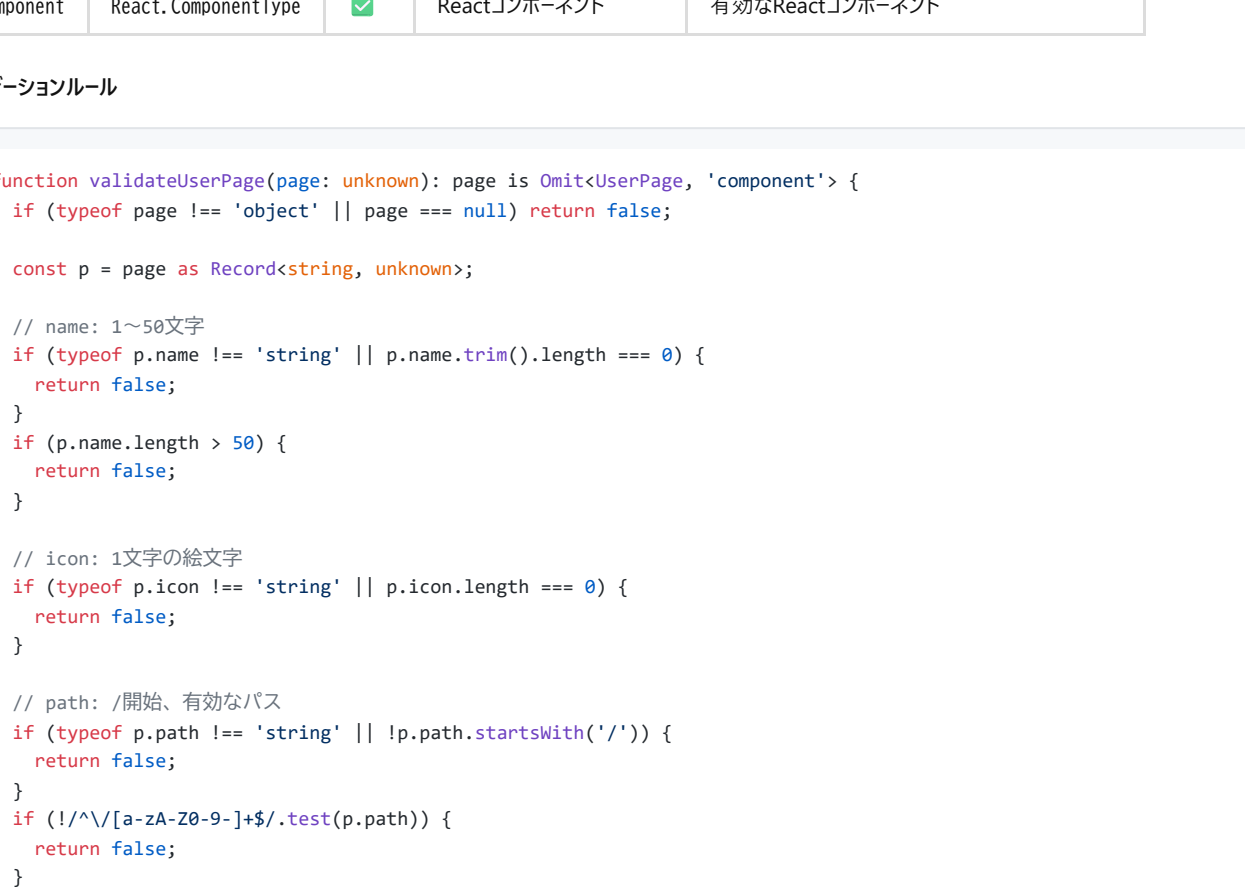 mponent React.ComponentType ✅ Reactコンポーネント 有効なReactコンポーネント
デーションルール
function validateUserPage(page: unknown): page is Omit<UserPage, 'component'> {
  if (typeof page !== 'object' || page === null) return false;
  const p = page as Record<string, unknown>;
  // name: 1〜50文字
  if (typeof p.name !== 'string' || p.name.trim().length === 0) {
    return false;
  }
  if (p.name.length > 50) {
    return false;
  }
  // icon: 1文字の絵文字
  if (typeof p.icon !== 'string' || p.icon.length === 0) {
    return false;
  }
  // path: /開始、有効なパス
  if (typeof p.path !== 'string' || !p.path.startsWith('/')) {
    return false;
  }
  if (!/^\/[a-zA-Z0-9-]+$/.test(p.path)) {
    return false;
  }